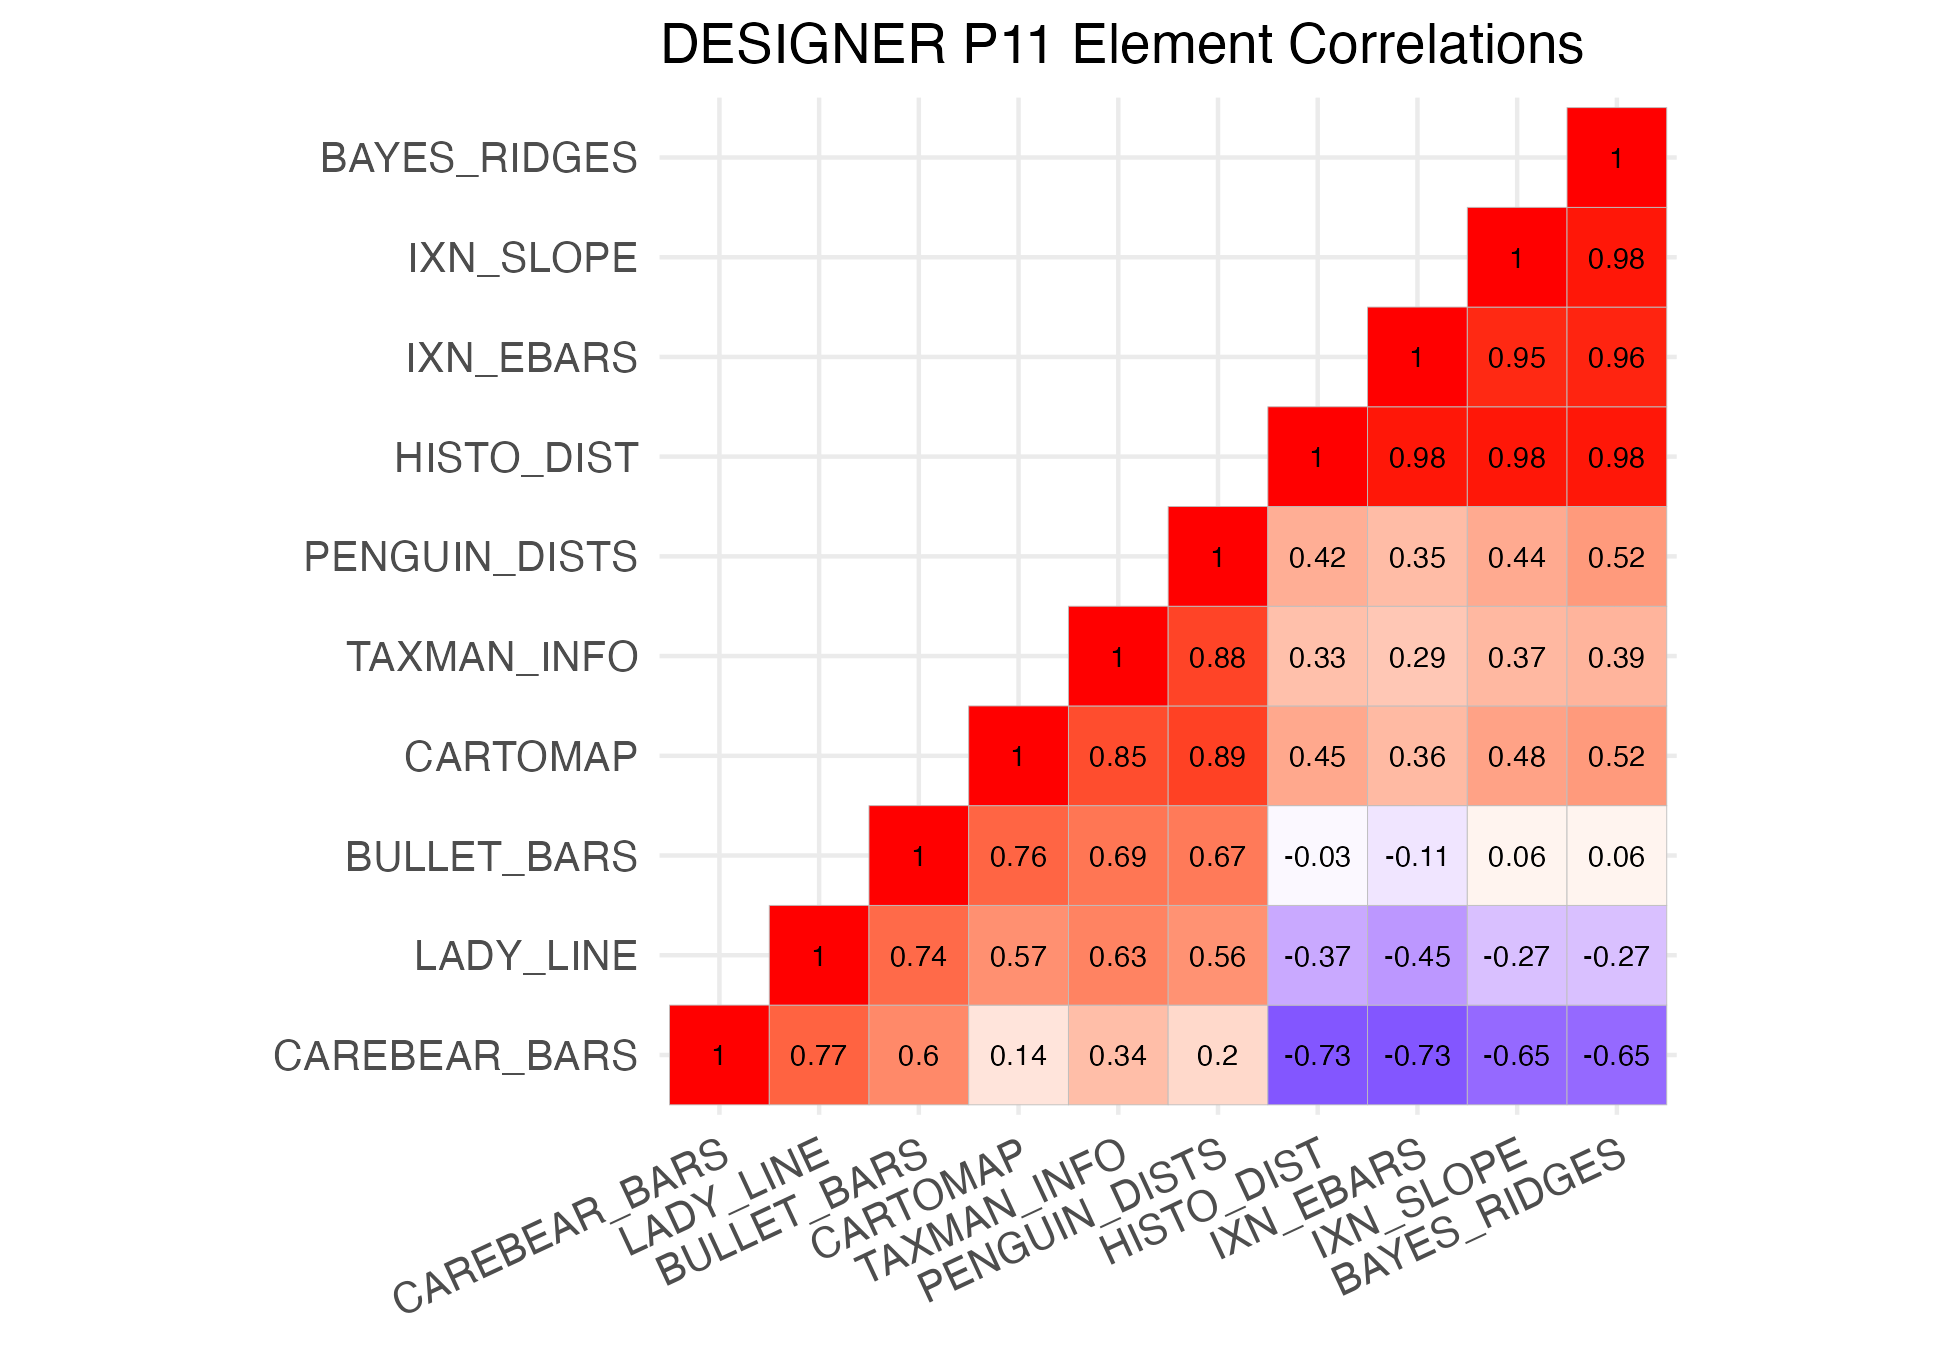 DESIGNER P11 Element Correlations
BAYES_RIDGES 1
IXN_SLOPE 1 0.98
IXN_EBARS 1 0.95 0.96
HISTO_DIST 1 0.98 0.98 0.98
PENGUIN_DISTS 1 0.42 0.35 0.44 0.52
TAXMAN_INFO 1 0.88 0.33 0.29 0.37 0.39
CARTOMAP 1 0.85 0.89 0.45 0.36 0.48 0.52
BULLET_BARS 1 0.76 0.69 0.67 -0.03 -0.11 0.06 0.06
LADY_LINE 1 0.74 0.57 0.63 0.56 -0.37 -0.45 -0.27 -0.27
CAREBEAR_BARS 1 0.77 0.6 0.14 0.34 0.2 -0.73 -0.73 -0.65 -0.65
CAREBEAR_BARS
LADY_LINE
BULLET_BARS
CARTOMAP
TAXMAN_INFO
PENGUIN_DISTS
HISTO_DIST
IXN_EBARS
IXN_SLOPE
BAYES_RIDGES